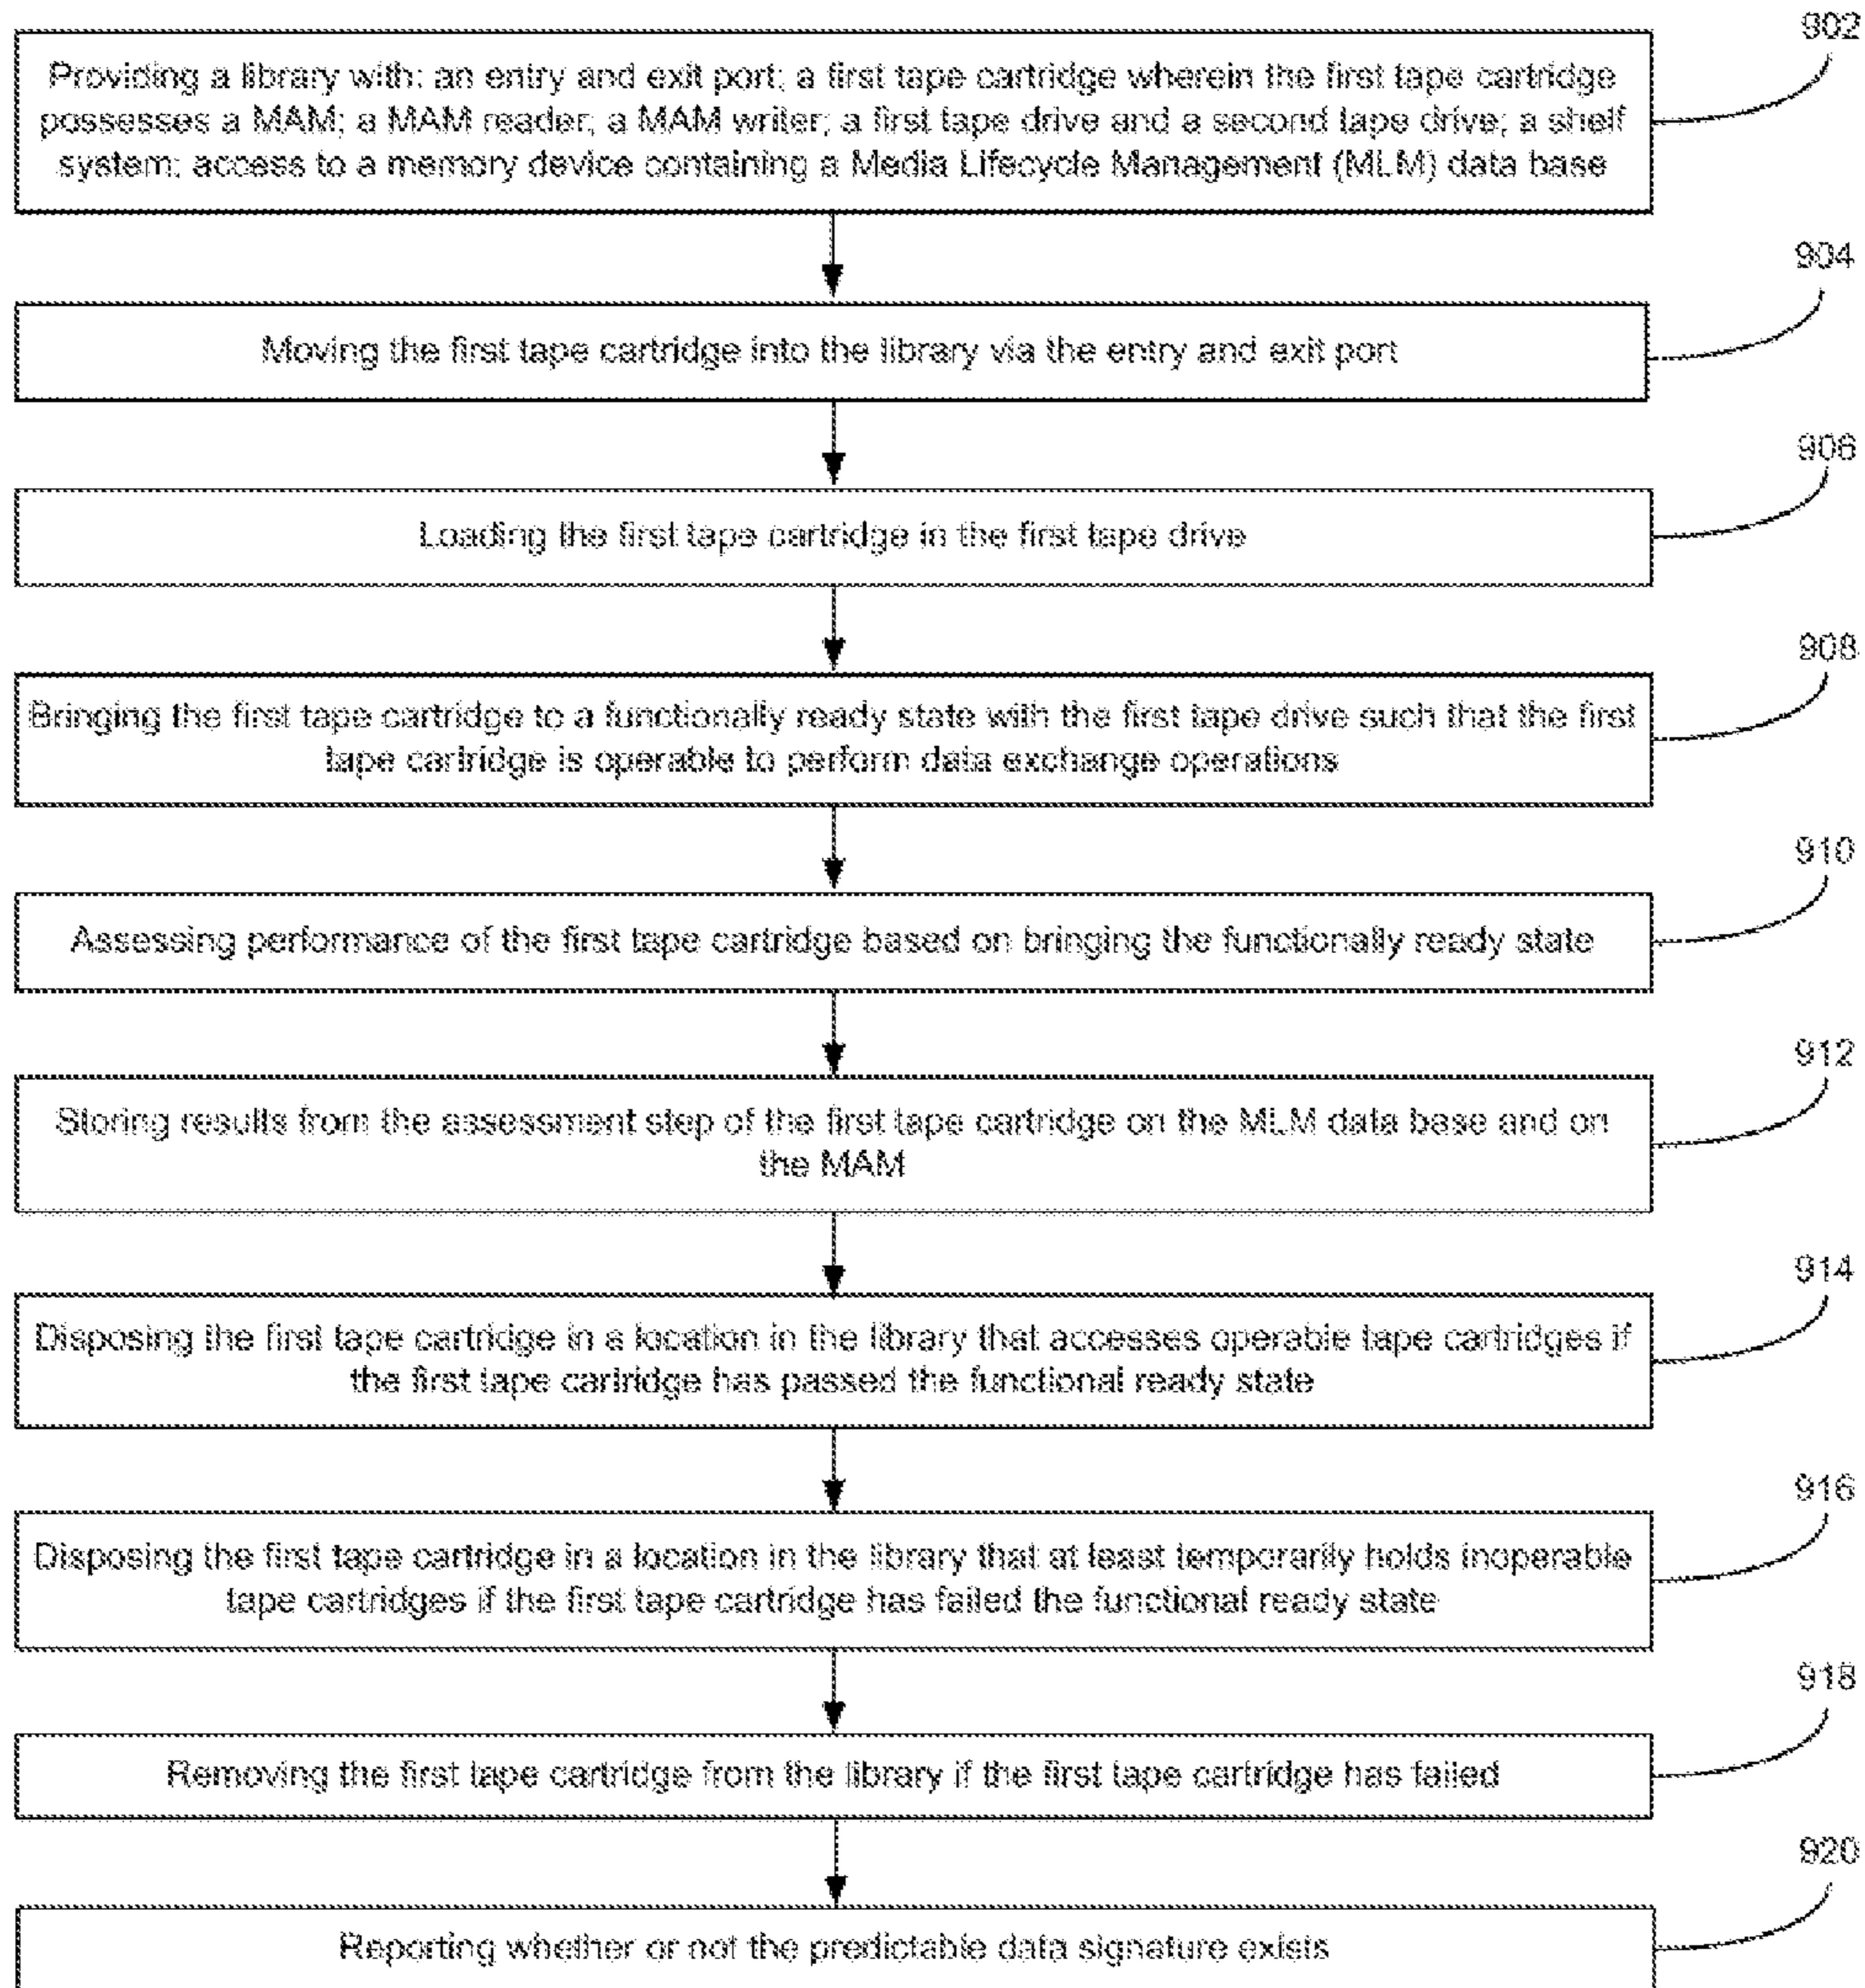 902
Providing a library with: an entry and exit port; a first tape cartridge wherein the first tape cartridge
possesses a MAM; a MAM reader; a MAM writer; a first tape drive and a second tape drive; a shelf
system; access to a memory device containing a Media Lifecycle Management (MLM) data base
904
Moving the first tape cartridge into the library via the entry and exit port
906
Loading the first tape cartridge in the first tape drive
908
Bringing the first tape cartridge to a functionally ready state with the first tape drive such that the first
tape cartridge is operable to perform data exchange operations
910
Assessing performance of the first tape cartridge based on bringing the functionally ready state
912
Storing results from the assessment step of the first tape cartridge on the MLM data base and on
the MAM
914
Disposing the first tape cartridge in a location in the library that accesses operable tape cartridges if
the first tape cartridge has passed the functional ready state
916
Disposing the first tape cartridge in a location in the library that at least temporarily holds inoperable
tape cartridges if the first tape cartridge has failed the functional ready state
918
Removing the first tape cartridge from the library if the first tape cartridge has failed
920
Reporting whether or not the predictable data signature exists